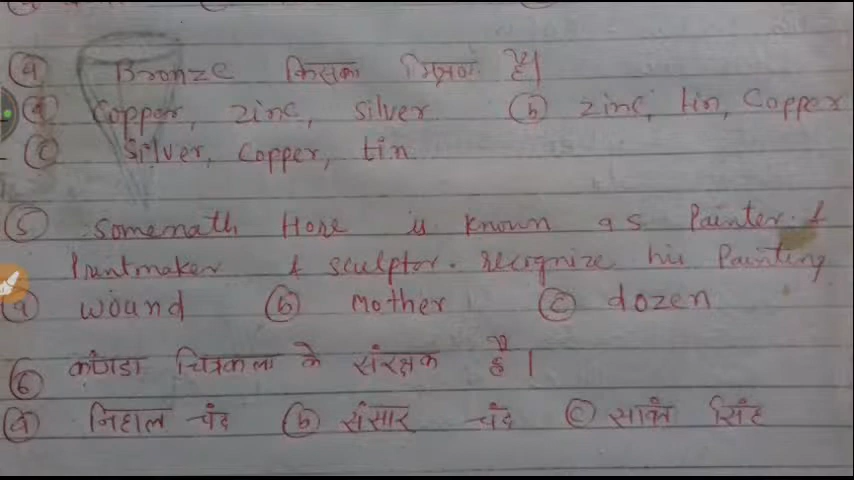 ④ Bronze किसका मिश्रण है।
ⓐ Copper, zinc, silver ⓑ zinc, tin, Copper
ⓒ Silver, copper, tin
⑤ Somenath Hore is known as Painter &
Printmaker & sculptor. recognize his Painting
ⓐ wound ⓑ Mother ⓒ dozen
⑥ कांगडा चित्रकला के संरक्षक है।
ⓐ निहाल चंद ⓑ संसार चंद ⓒ सावंत सिंह